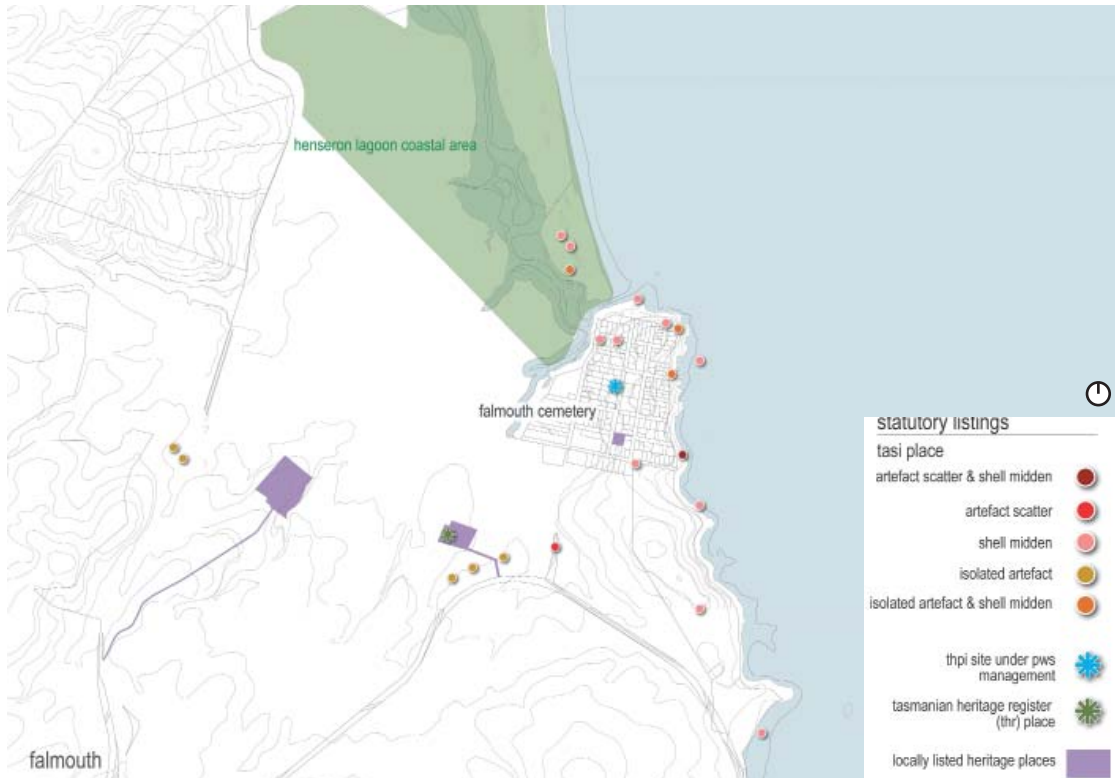 henseron lagoon coastal area
falmouth cemetery
statutory listings
tasi place
artefact scatter & shell midden
artefact scatter
shell midden
isolated artefact
isolated artefact & shell midden
thpi site under pws
management
tasmanian heritage register
(thr) place
locally listed heritage places
falmouth